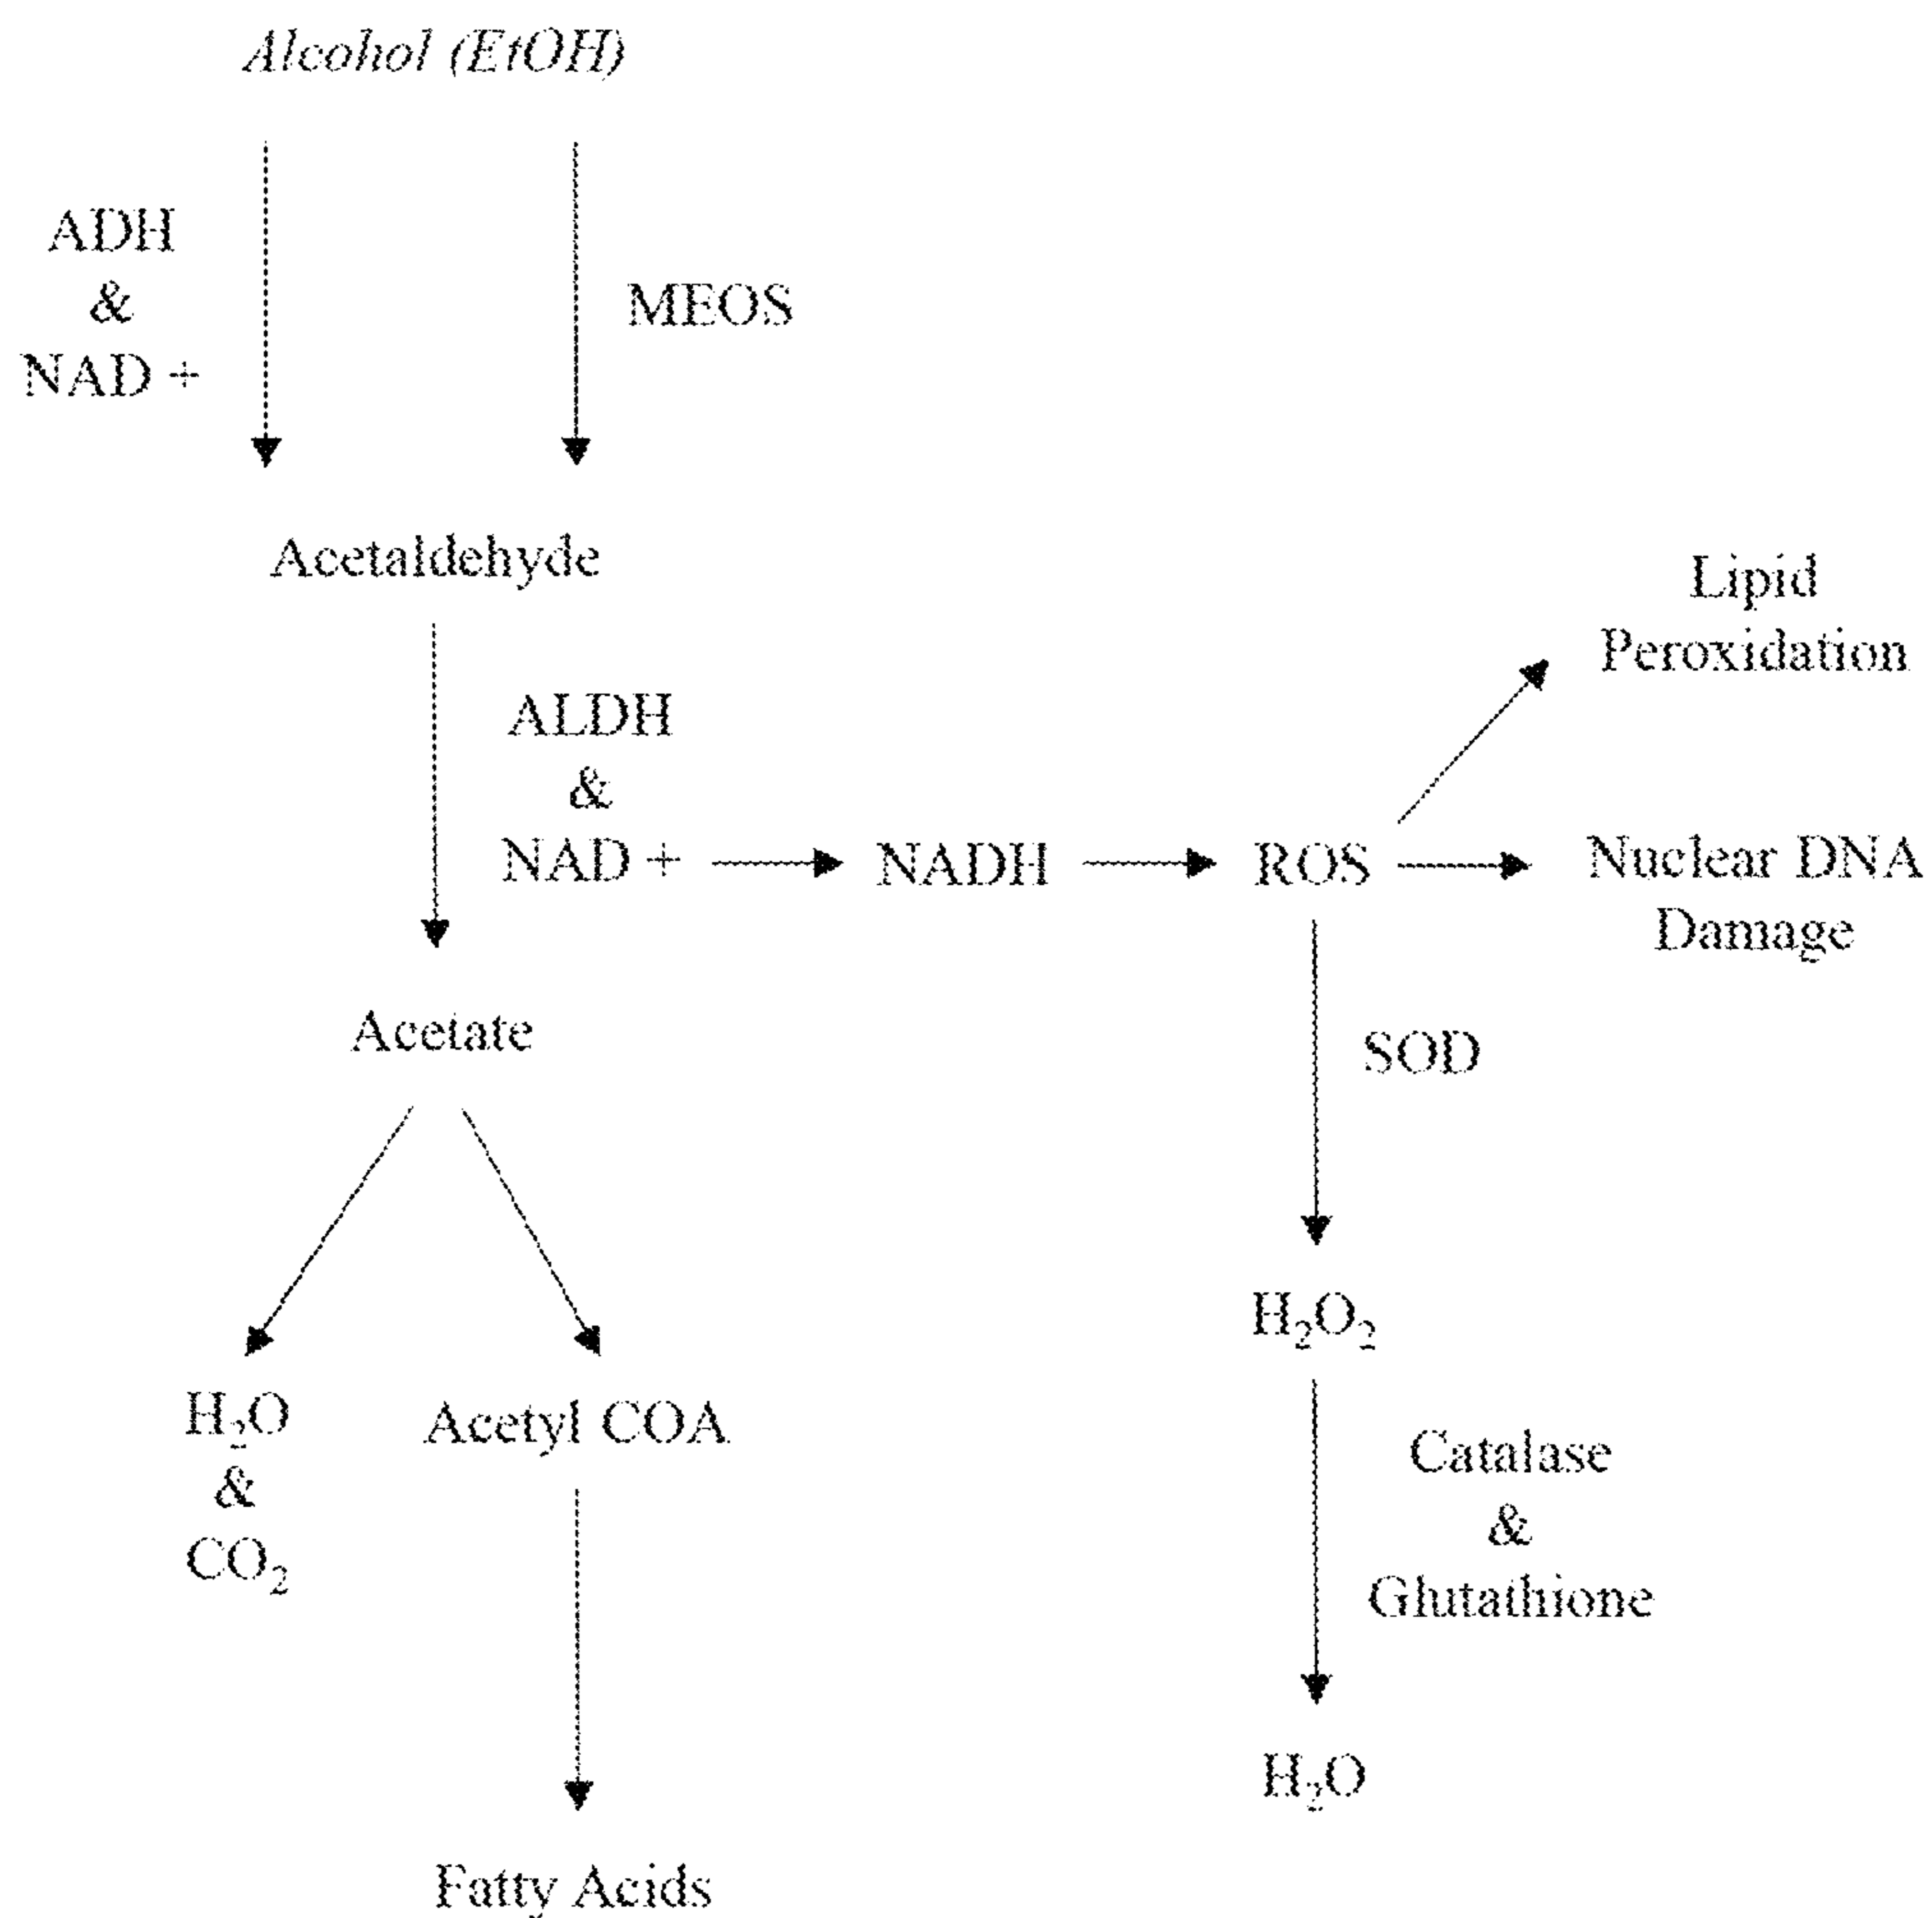 Alcohol (EtOH)
ADH
&
NAD +
MEOS
Acetaldehyde
ALDH
&
NAD +
NADH
ROS
Lipid
Peroxidation
Nuclear DNA
Damage
Acetate
SOD
H₂O
&
CO₂
Acetyl COA
H₂O₂
Catalase
&
Glutathione
H₂O
Fatty Acids